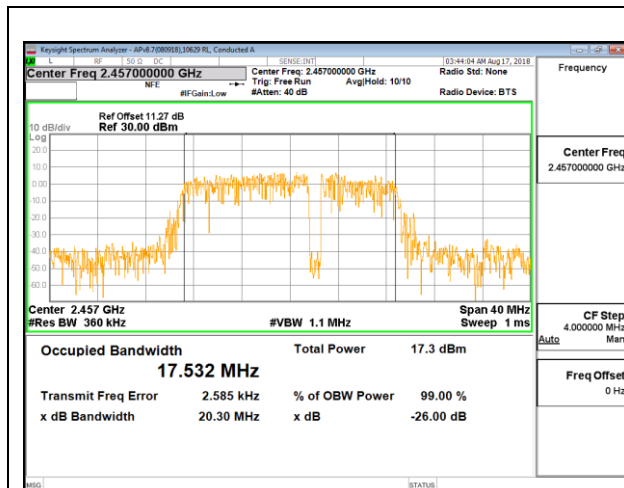 Keysight Spectrum Analyzer - APv8.7(080918),10629 RL, Conducted A
L RF 50 Ω DC SENSE:INT 03:44:04 AM Aug 17, 2018
Center Freq 2.457000000 GHz
NFE
#IFGain:Low
Center Freq: 2.457000000 GHz
Trig: Free Run Avg|Hold: 10/10
#Atten: 40 dB
Radio Std: None
Radio Device: BTS
Frequency
Ref Offset 11.27 dB
10 dB/div Ref 30.00 dBm
Log
20.0
10.0
0.00
-10.0
-20.0
-30.0
-40.0
-50.0
-60.0
Center 2.457 GHz Span 40 MHz
#Res BW 360 kHz #VBW 1.1 MHz Sweep 1 ms
Occupied Bandwidth Total Power 17.3 dBm
17.532 MHz
Transmit Freq Error 2.585 kHz % of OBW Power 99.00 %
x dB Bandwidth 20.30 MHz x dB -26.00 dB
Center Freq
2.457000000 GHz
CF Step
4.000000 MHz
Auto Man
Freq Offset
0 Hz
MSG STATUS